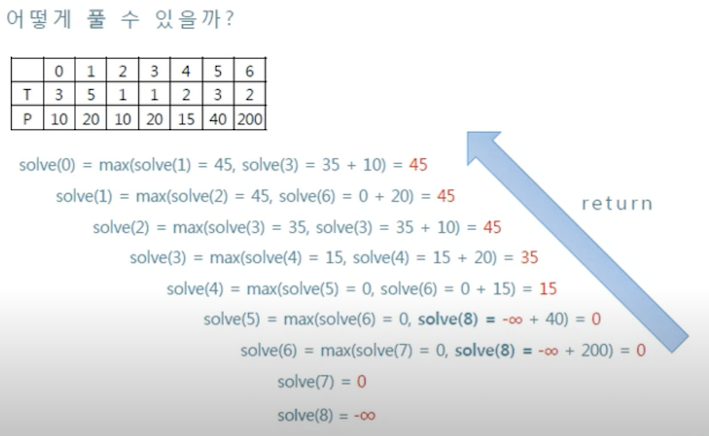 어떻게 풀 수 있을까?
0 1 2 3 4 5 6
T 3 5 1 1 2 3 2
P 10 20 10 20 15 40 200
solve(0) = max(solve(1) = 45, solve(3) = 35 + 10) = 45
solve(1) = max(solve(2) = 45, solve(6) = 0 + 20) = 45
return
solve(2) = max(solve(3) = 35, solve(3) = 35 + 10) = 45
solve(3) = max(solve(4) = 15, solve(4) = 15 + 20) = 35
solve(4) = max(solve(5) = 0, solve(6) = 0 + 15) = 15
solve(5) = max(solve(6) = 0, solve(8) = -∞ + 40) = 0
solve(6) = max(solve(7) = 0, solve(8) = -∞ + 200) = 0
solve(7) = 0
solve(8) = -∞